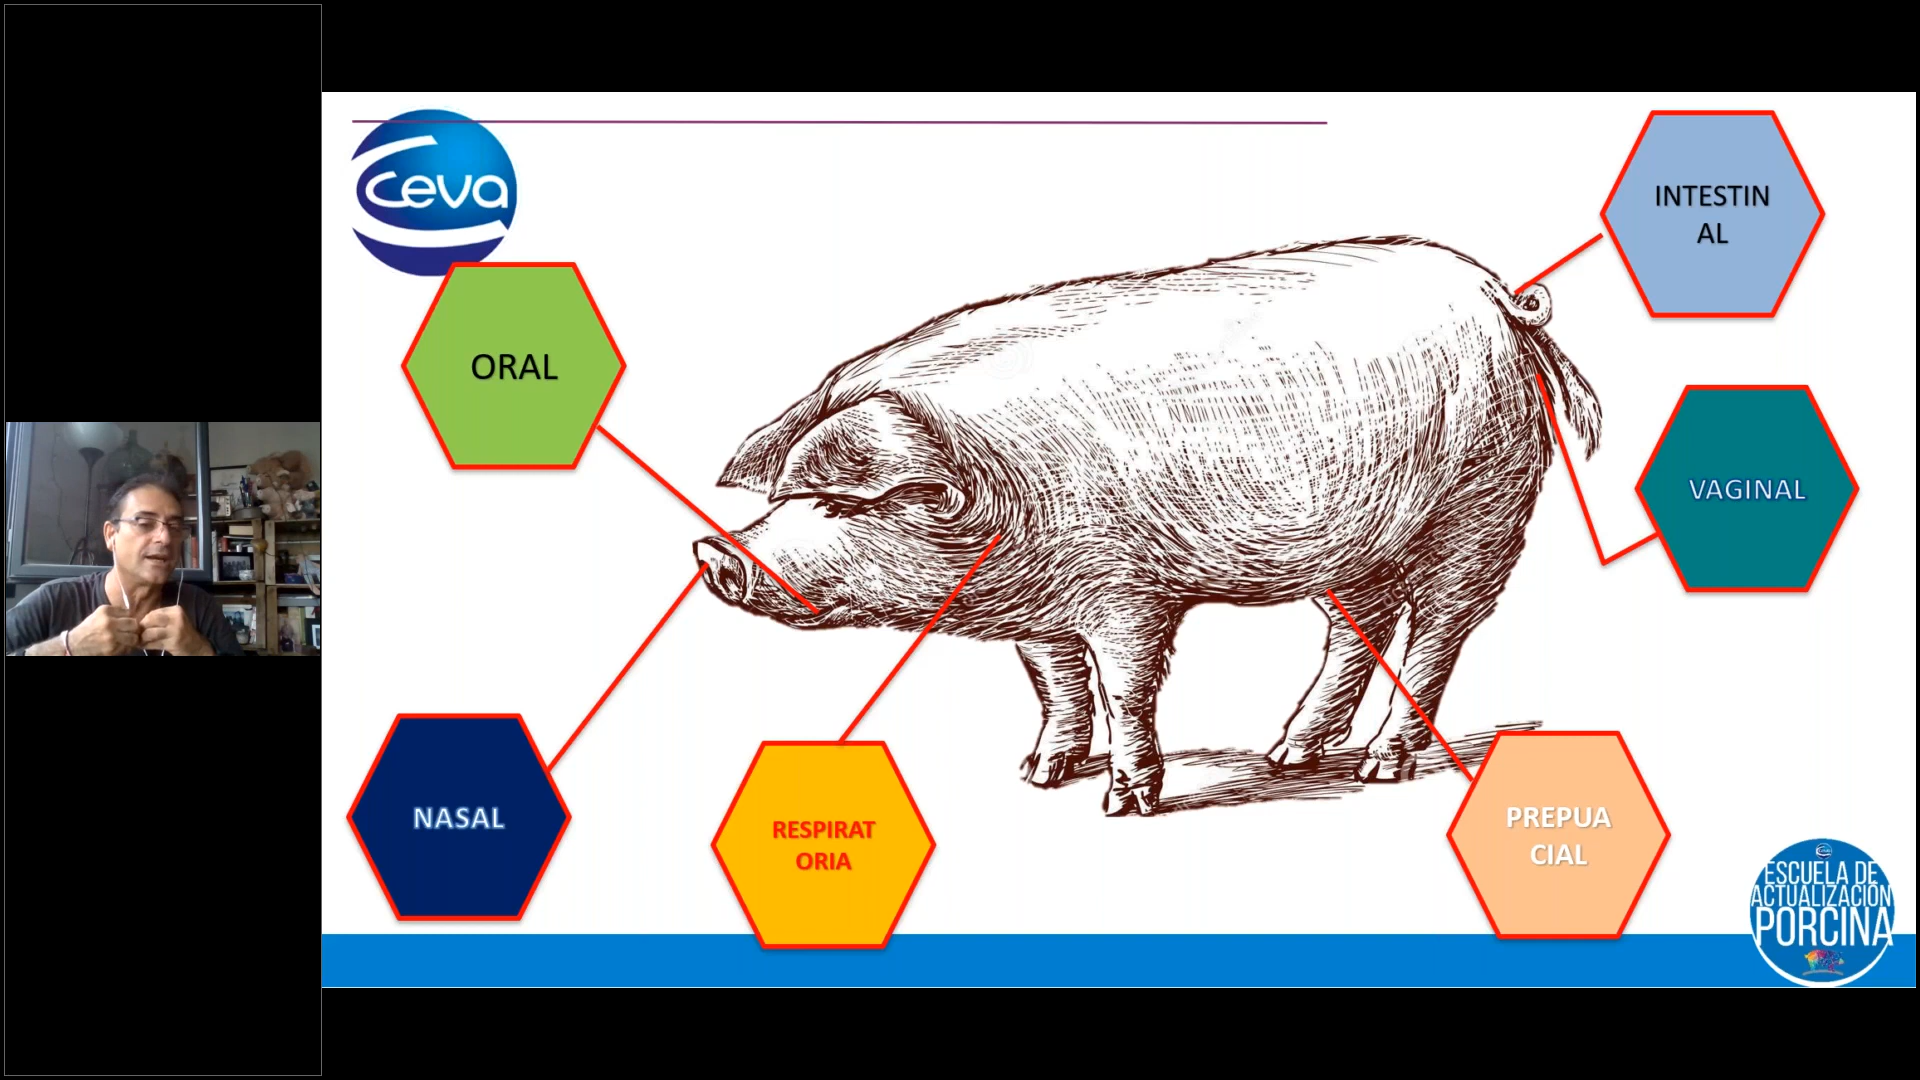 ceva
ORAL
INTESTIN
AL
VAGINAL
NASAL
RESPIRAT
ORIA
PREPUA
CIAL
ESCUELA DE
ACTUALIZACIÓN
PORCINA